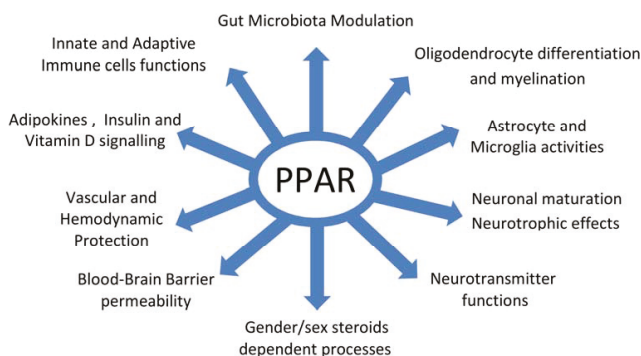 Gut Microbiota Modulation
Innate and Adaptive
Immune cells functions
Oligodendrocyte differentiation
and myelination
Adipokines , Insulin and
Vitamin D signalling
Astrocyte and
Microglia activities
PPAR
Vascular and
Hemodynamic
Protection
Neuronal maturation
Neurotrophic effects
Blood-Brain Barrier
permeability
Neurotransmitter
functions
Gender/sex steroids
dependent processes